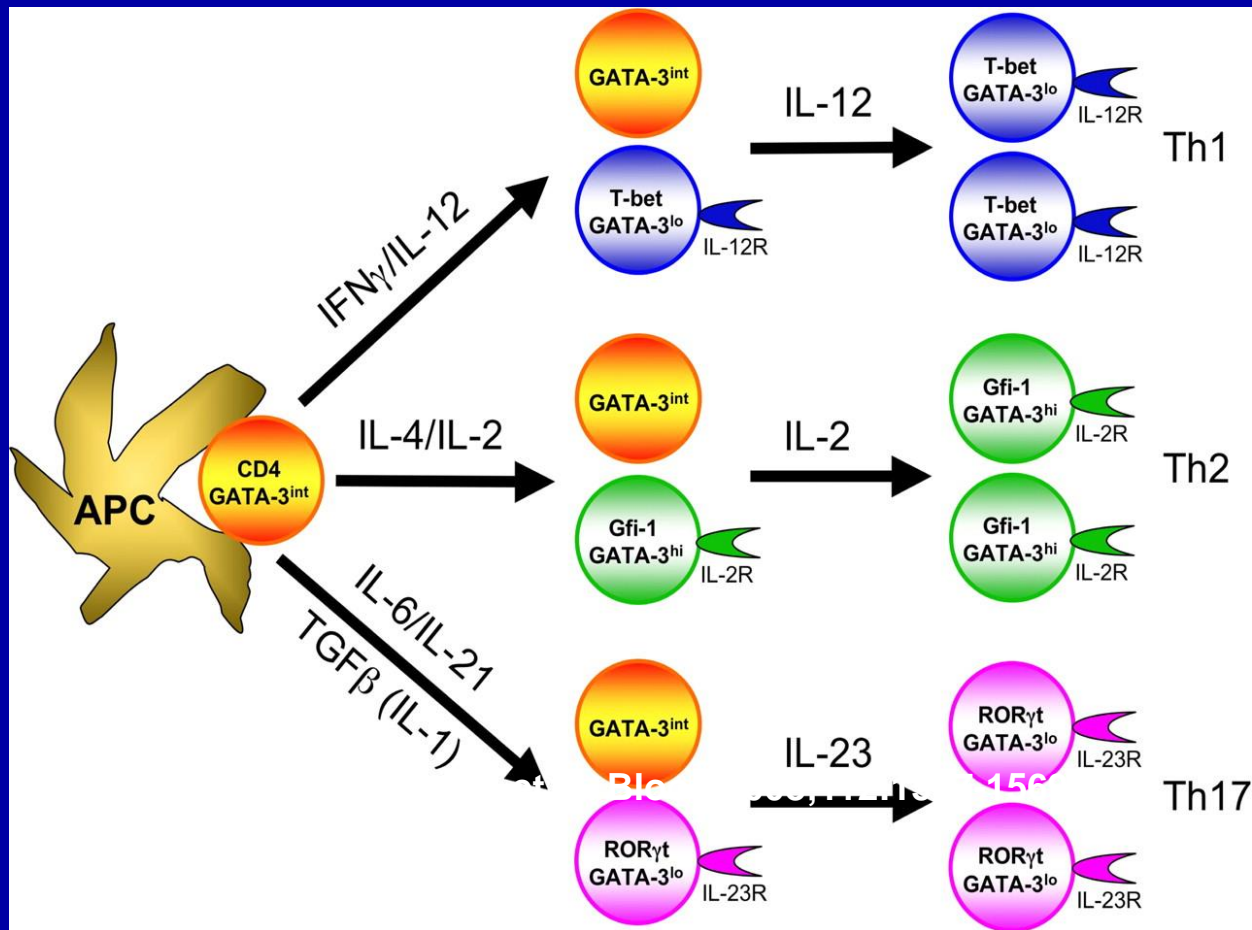 GATA-3int
T-bet
GATA-3lo
IL-12R
IFNγ/IL-12
IL-12
T-bet
GATA-3lo
IL-12R
T-bet
GATA-3lo
IL-12R
Th1
APC
CD4
GATA-3int
IL-4/IL-2
GATA-3int
Gfi-1
GATA-3hi
IL-2R
IL-2
Gfi-1
GATA-3hi
IL-2R
Gfi-1
GATA-3hi
IL-2R
Th2
IL-6/IL-21
TGFβ (IL-1)
GATA-3int
RORγt
GATA-3lo
IL-23R
IL-23
RORγt
GATA-3lo
IL-23R
RORγt
GATA-3lo
IL-23R
Th17